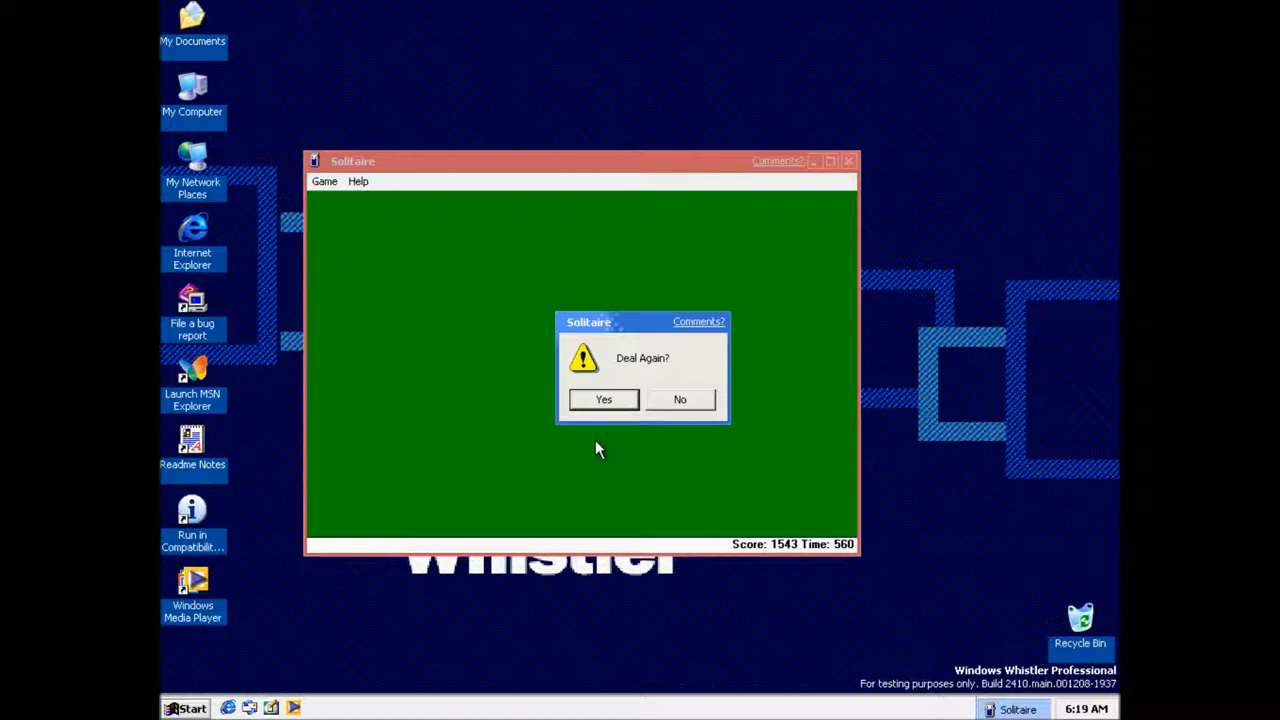 My Documents
My Computer
My Network
Places
Internet
Explorer
File a bug
report
Launch MSN
Explorer
Readme Notes
Run in
Compatibilit...
Windows
Media Player
Solitaire
Comments?
Game Help
Solitaire
Comments?
Deal Again?
Yes No
Score: 1543 Time: 560
Whistler
Recycle Bin
Windows Whistler Professional
For testing purposes only. Build 2410.main.001208-1937
Start
Solitaire
6:19 AM